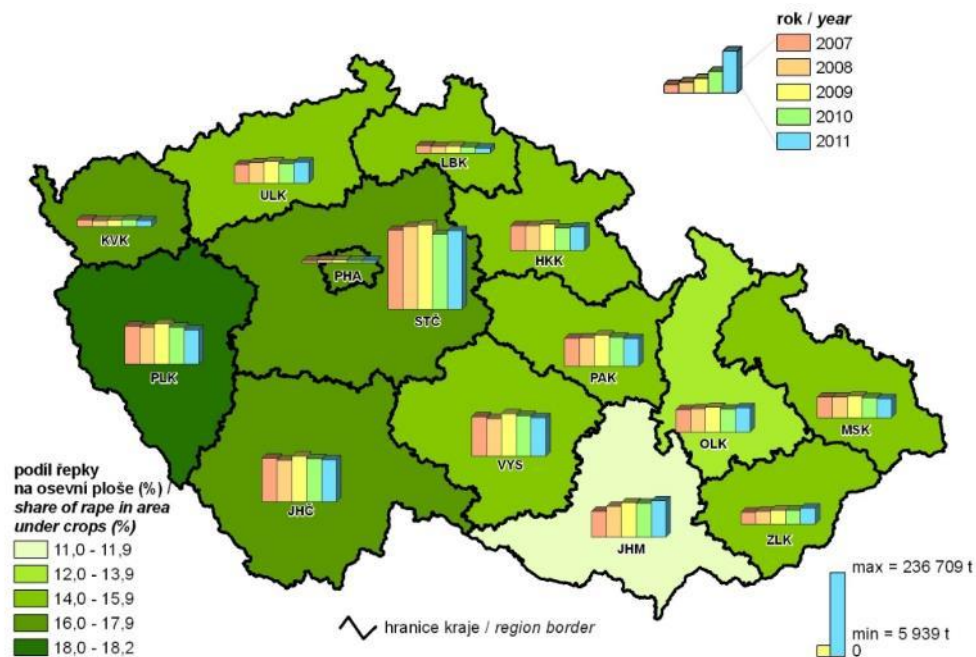 rok / year
2007
2008
2009
2010
2011
LBK
ULK
KVK
HKK
PHA
STČ
PLK
PAK
MSK
OLK
VYS
JHČ
ZLK
JHM
podíl řepky
na osevní ploše (%) /
share of rape in area
under crops (%)
11,0 - 11,9
12,0 - 13,9
14,0 - 15,9
16,0 - 17,9
18,0 - 18,2
hranice kraje / region border
max = 236 709 t
min = 5 939 t
0